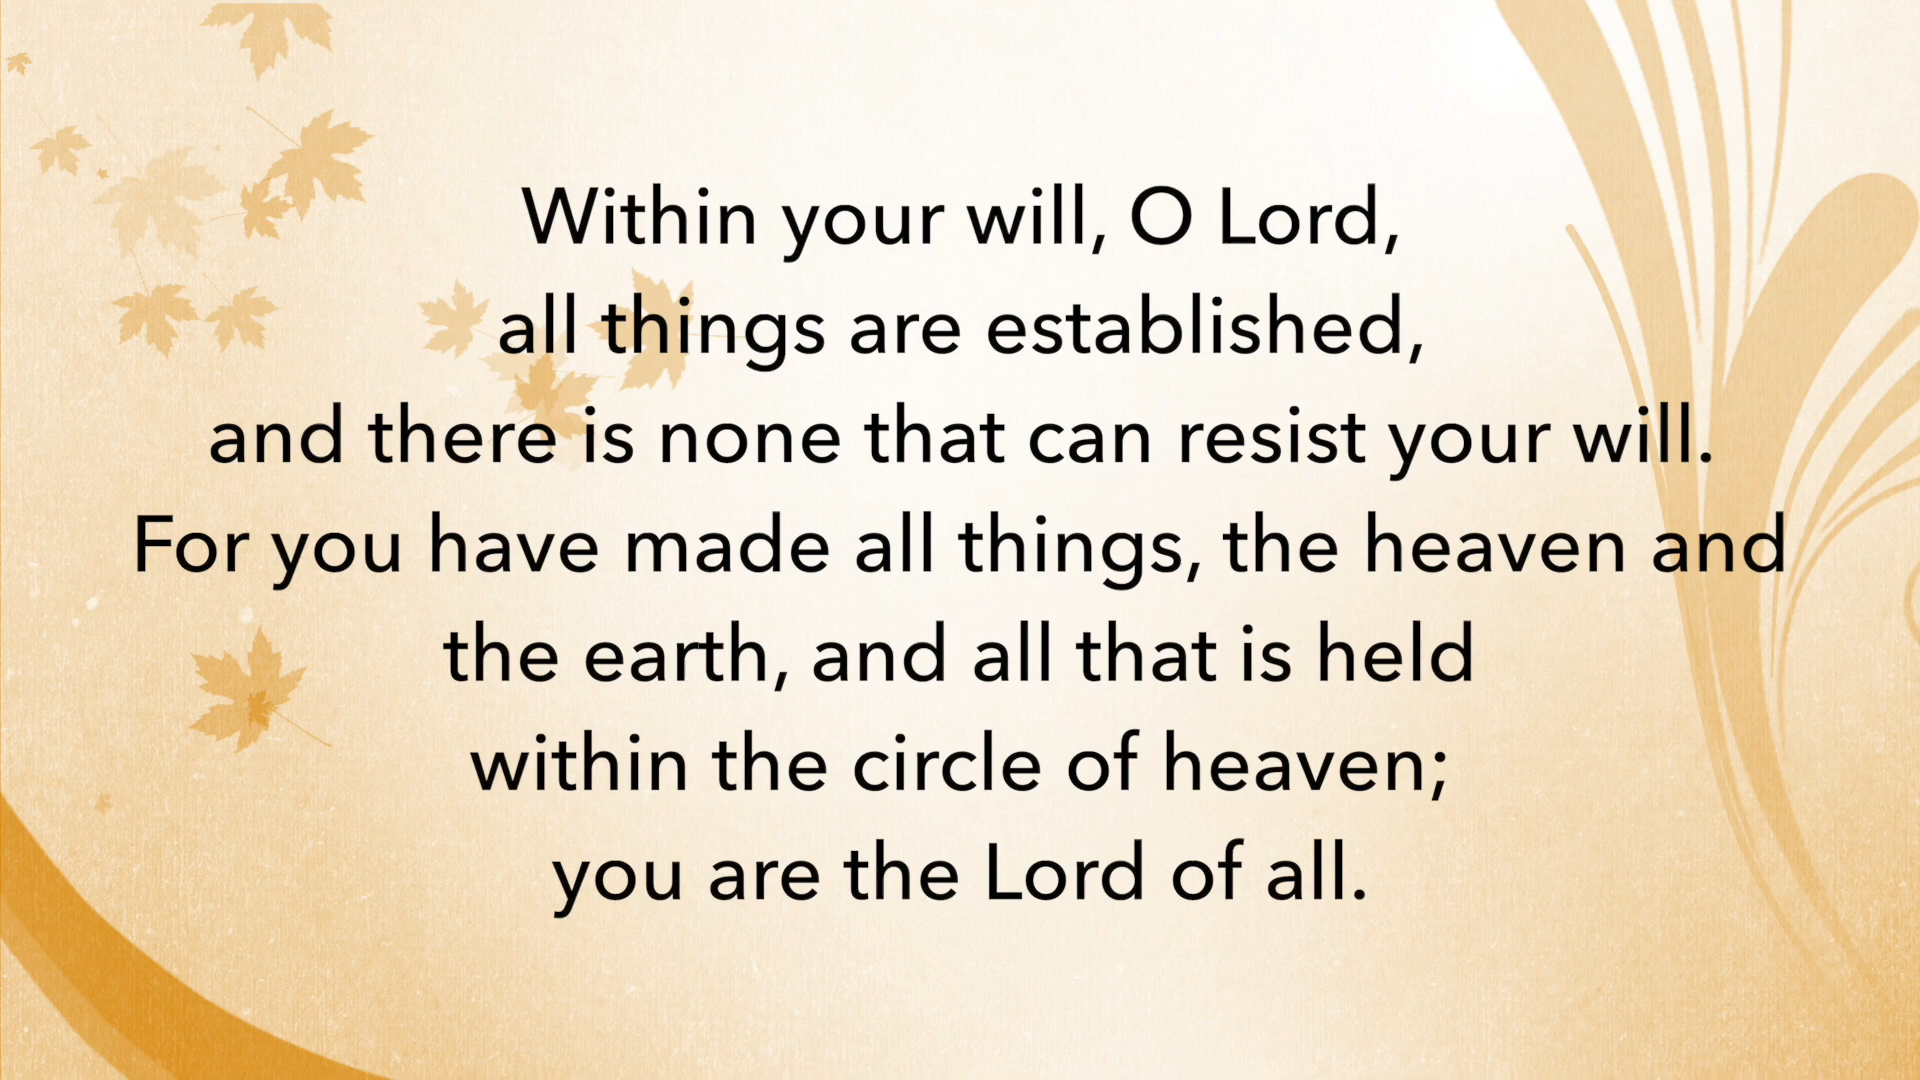 Within your will, O Lord,
all things are established,
and there is none that can resist your will.
For you have made all things, the heaven and
the earth, and all that is held
within the circle of heaven;
you are the Lord of all.